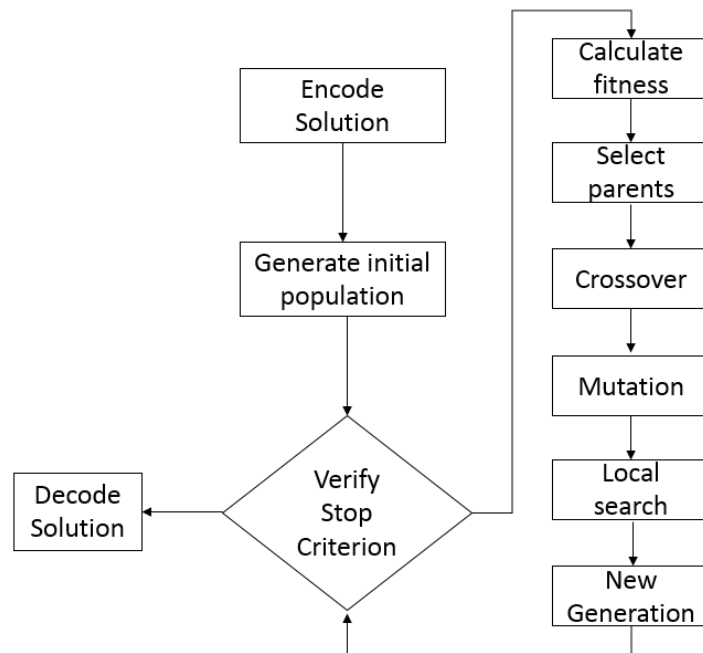 Encode
Solution
Generate initial
population
Verify
Stop
Criterion
Decode
Solution
Calculate
fitness
Select
parents
Crossover
Mutation
Local
search
New
Generation